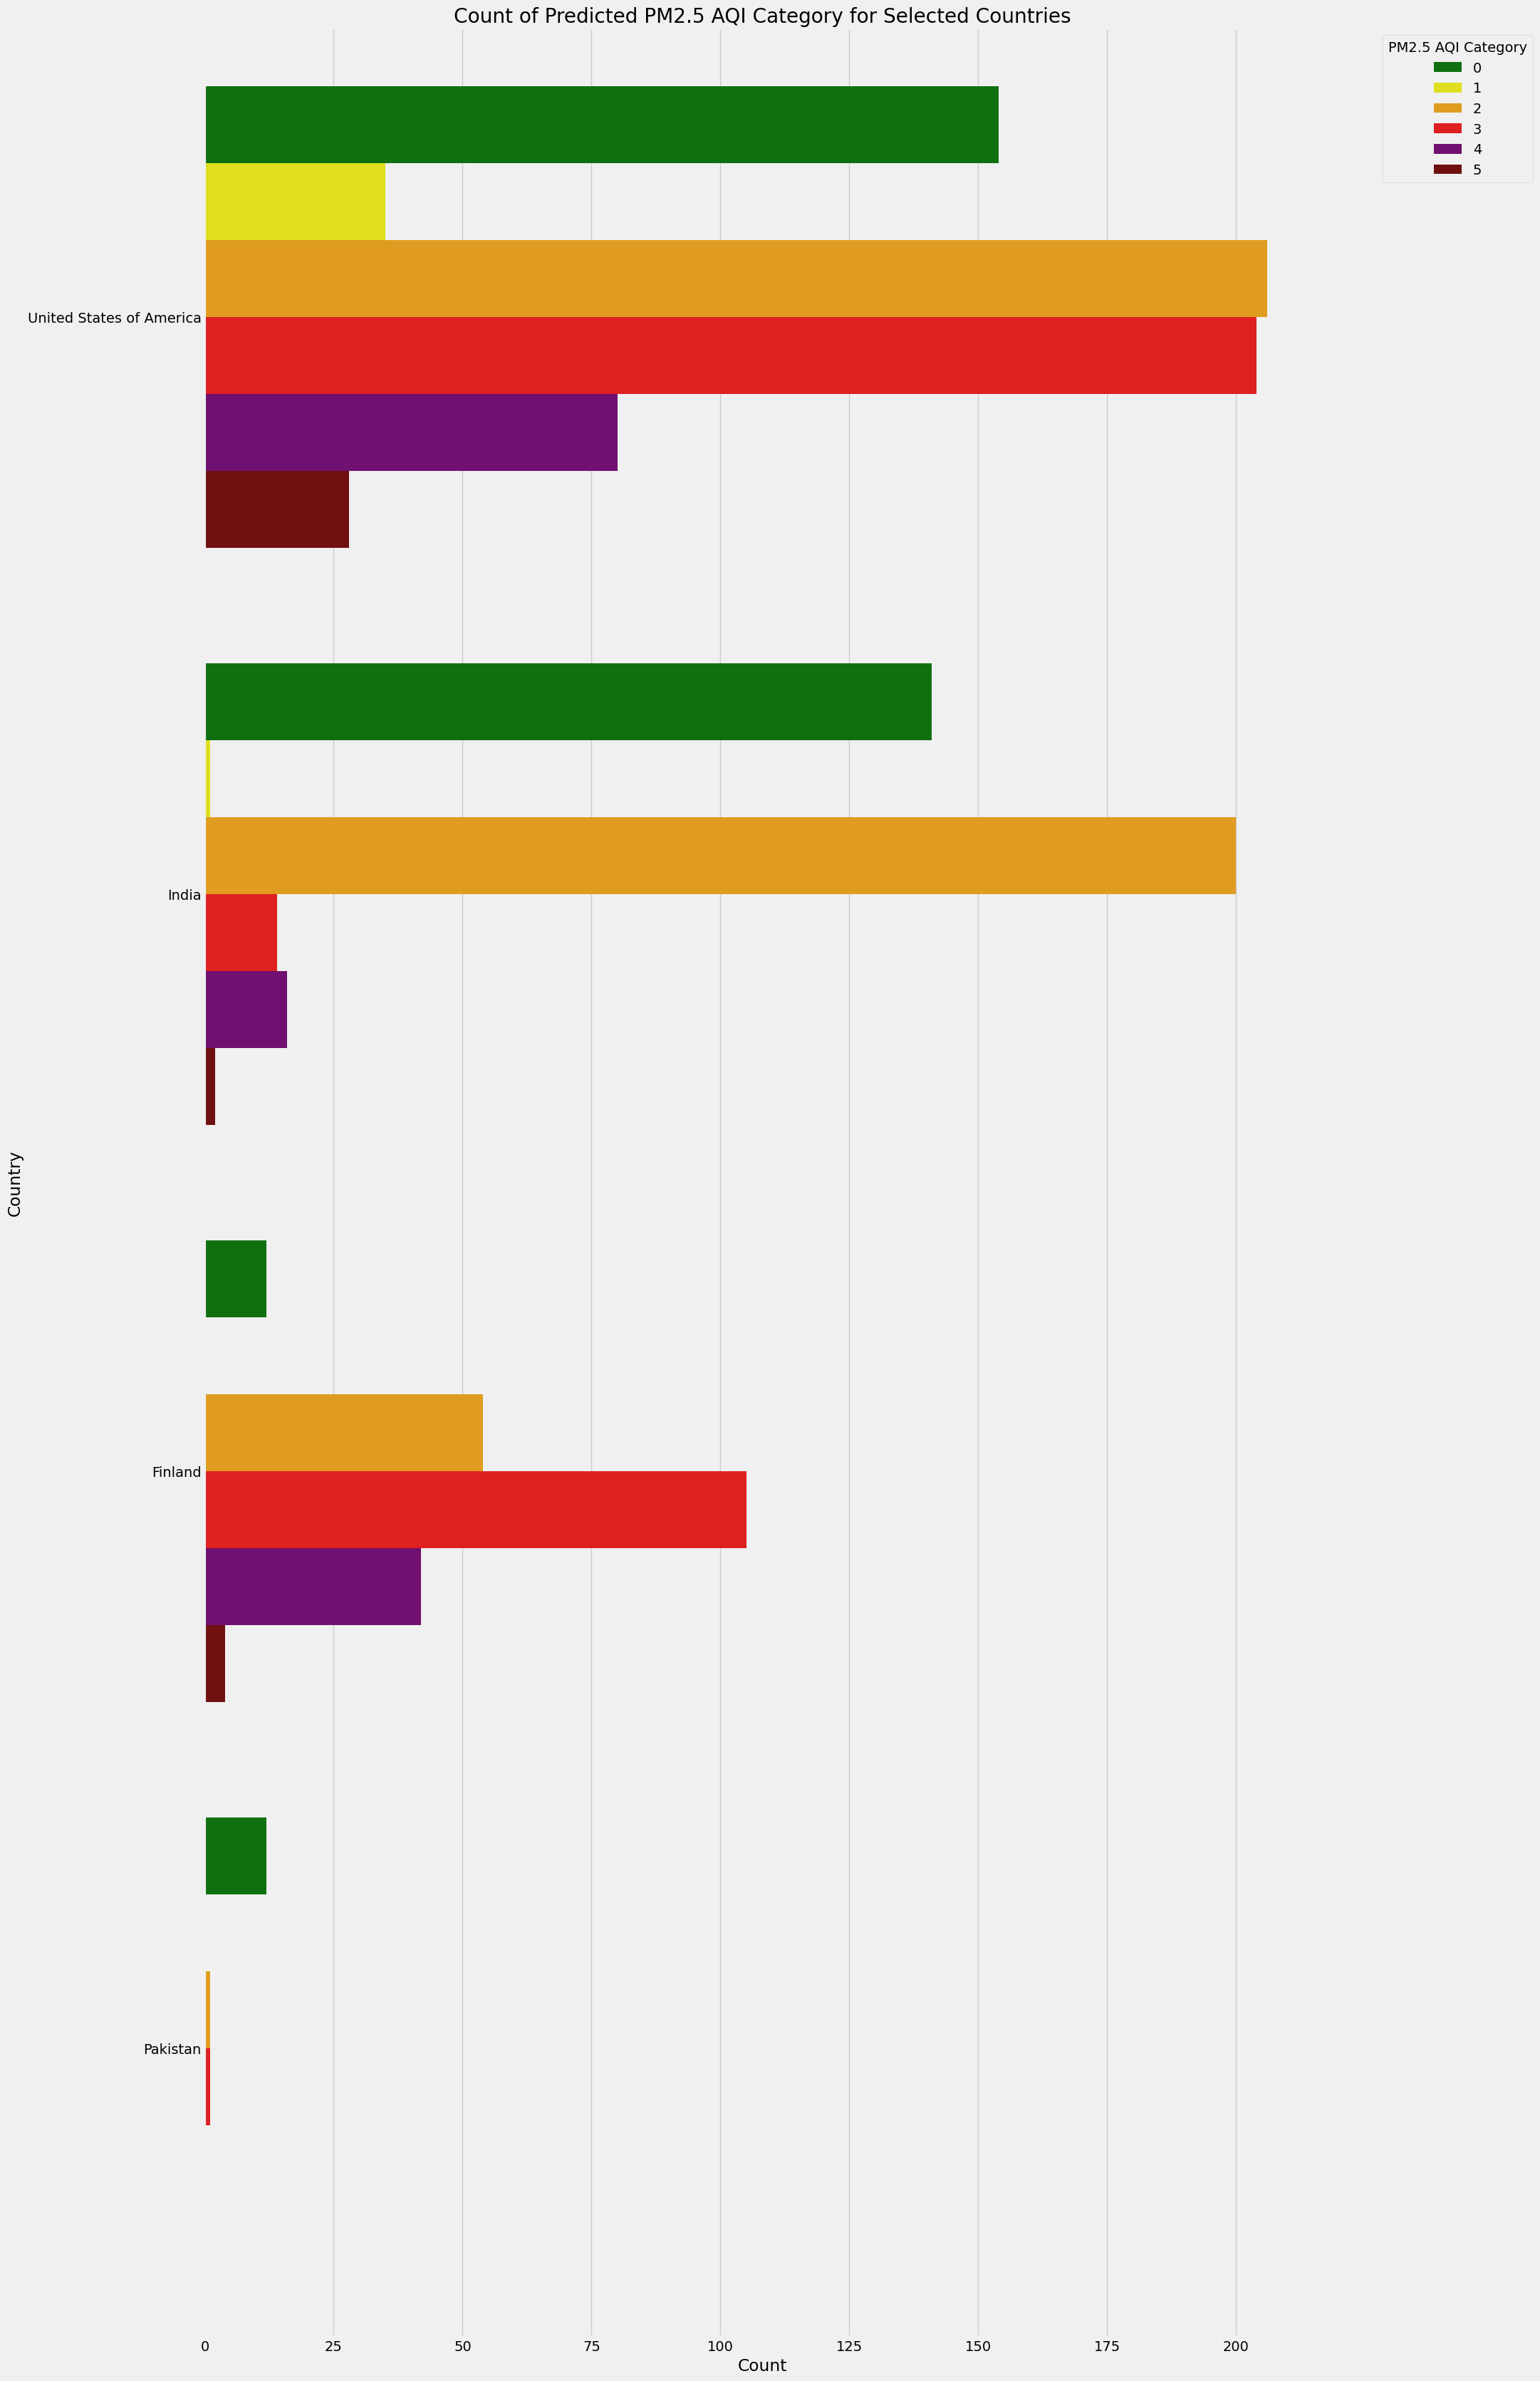 Count of Predicted PM2.5 AQI Category for Selected Countries
PM2.5 AQI Category
0
1
2
3
4
5
United States of America
India
Finland
Pakistan
Country
0 25 50 75 100 125 150 175 200
Count